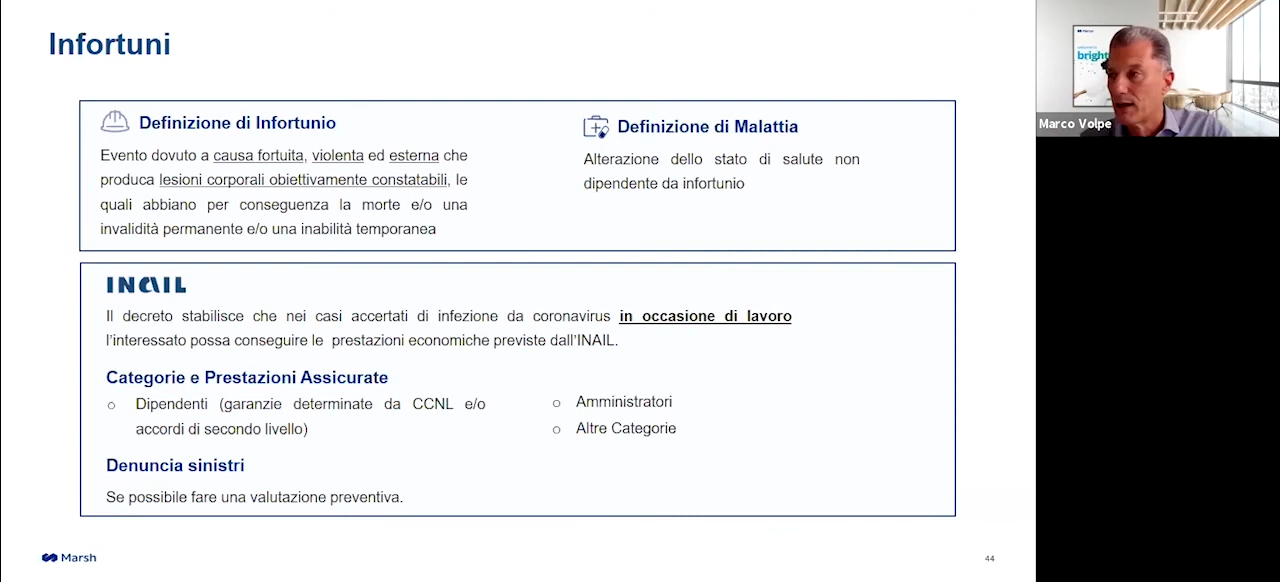 Infortuni
Definizione di Infortunio
Evento dovuto a causa fortuita, violenta ed esterna che
produca lesioni corporali obiettivamente constatabili, le
quali abbiano per conseguenza la morte e/o una
invalidità permanente e/o una inabilità temporanea
Definizione di Malattia
Alterazione dello stato di salute non
dipendente da infortunio
INAIL
Il decreto stabilisce che nei casi accertati di infezione da coronavirus in occasione di lavoro
l'interessato possa conseguire le prestazioni economiche previste dall'INAIL.
Categorie e Prestazioni Assicurate
○ Dipendenti (garanzie determinate da CCNL e/o
accordi di secondo livello)
○ Amministratori
○ Altre Categorie
Denuncia sinistri
Se possibile fare una valutazione preventiva.
Marsh
44
Marsh
bright
Marco Volpe